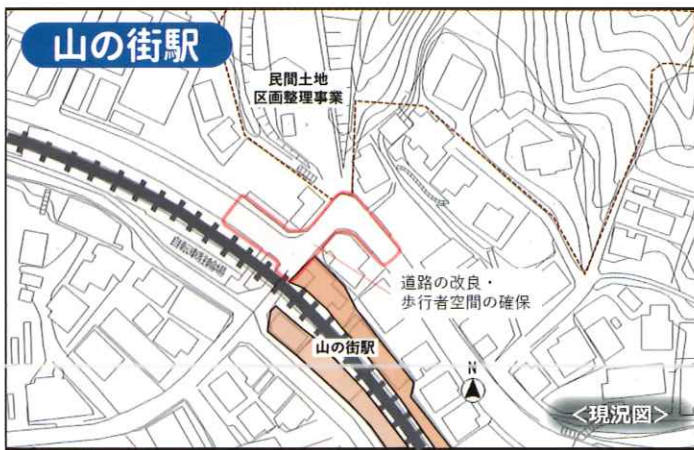 山の街駅
民間土地
区画整理事業
自転車駐輪場
道路の改良・
歩行者空間の確保
山の街駅
N
＜現況図＞